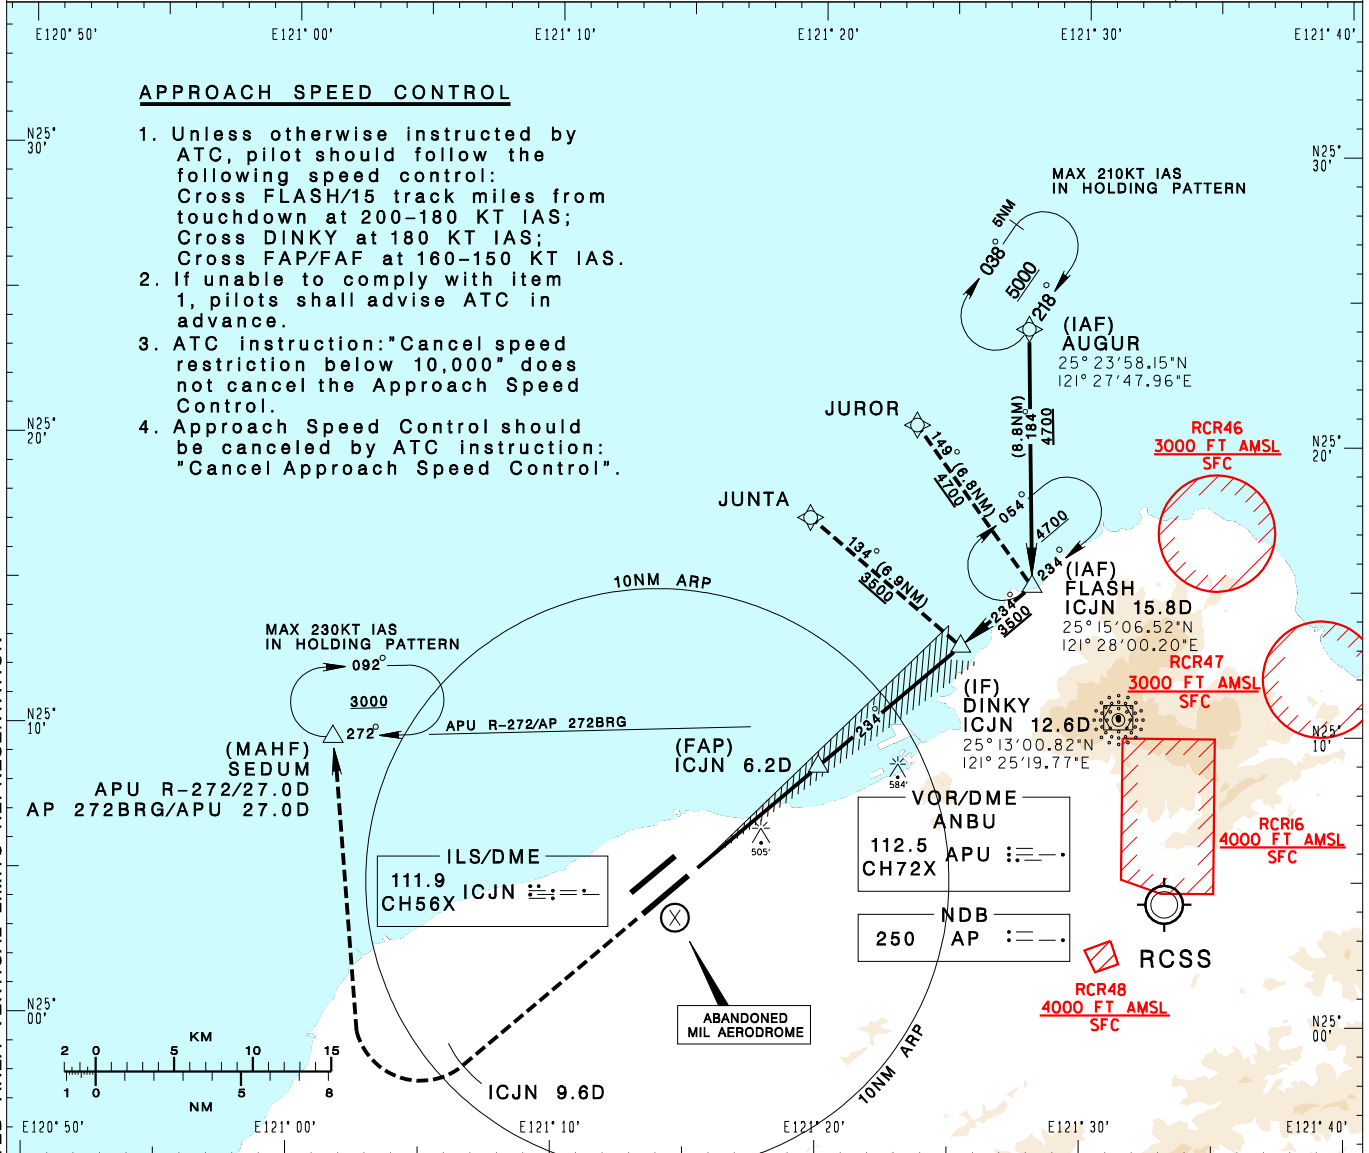 E120° 50'
E121° 00'
E121° 10'
E121° 20'
E121° 30'
E121° 40'
APPROACH SPEED CONTROL
1. Unless otherwise instructed by
ATC, pilot should follow the
following speed control:
Cross FLASH/15 track miles from
touchdown at 200-180 KT IAS;
Cross DINKY at 180 KT IAS;
Cross FAP/FAF at 160-150 KT IAS.
2. If unable to comply with item
1, pilots shall advise ATC in
advance.
3. ATC instruction:"Cancel speed
restriction below 10,000" does
not cancel the Approach Speed
Control.
4. Approach Speed Control should
be canceled by ATC instruction:
"Cancel Approach Speed Control".
N25°
30'
N25°
30'
MAX 210KT IAS
IN HOLDING PATTERN
5NM
038°
5000
218°
(IAF)
AUGUR
25° 23'58.15"N
121° 27'47.96"E
(8.8NM)
184°
4700
JUROR
149° (6.8NM)
4700
N25°
20'
N25°
20'
RCR46
3000 FT AMSL
SFC
JUNTA
134° (6.9NM)
3500
054°
4700
234°
(IAF)
FLASH
ICJN 15.8D
25° 15'06.52"N
121° 28'00.20"E
234°
3500
10NM ARP
MAX 230KT IAS
IN HOLDING PATTERN
092°
3000
272°
APU R-272/AP 272BRG
N25°
10'
N25°
10'
(MAHF)
SEDUM
APU R-272/27.0D
AP 272BRG/APU 27.0D
(FAP)
ICJN 6.2D
234°
(IF)
DINKY
ICJN 12.6D
25° 13'00.82"N
121° 25'19.77"E
RCR47
3000 FT AMSL
SFC
584'
505'
VOR/DME
ANBU
112.5
CH72X
APU
RCR16
4000 FT AMSL
SFC
ILS/DME
111.9
CH56X
ICJN
NDB
250
AP
RCSS
RCR48
4000 FT AMSL
SFC
ABANDONED
MIL AERODROME
N25°
00'
N25°
00'
10NM ARP
ICJN 9.6D
KM
2 0 5 10 15
1 0 5 8
NM
E120° 50'
E121° 00'
E121° 10'
E121° 20'
E121° 30'
E121° 40'